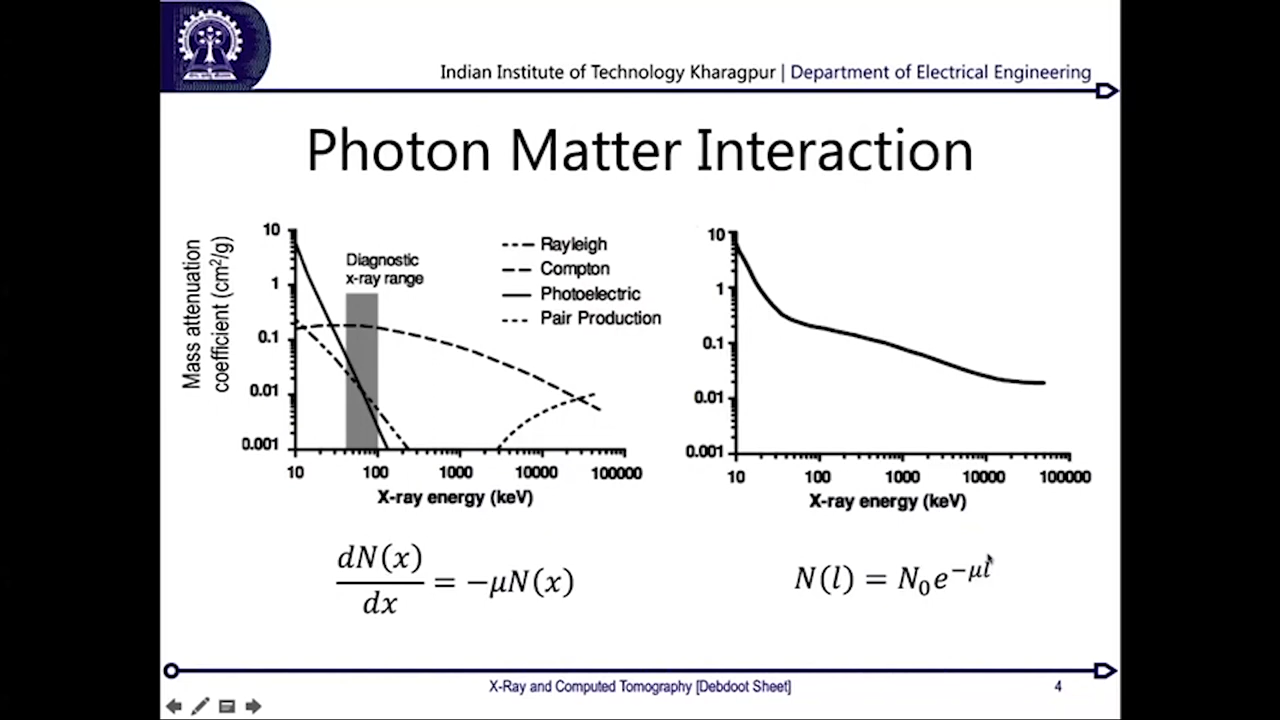 Indian Institute of Technology Kharagpur | Department of Electrical Engineering
Photon Matter Interaction
Mass attenuation
coefficient (cm²/g)
10
1
0.1
0.01
0.001
Diagnostic
x-ray range
Rayleigh
Compton
Photoelectric
Pair Production
10 100 1000 10000 100000
X-ray energy (keV)
10
1
0.1
0.01
0.001
10 100 1000 10000 100000
X-ray energy (keV)
dN(x)/dx = −μN(x)
N(l) = N₀e^−μl
X-Ray and Computed Tomography [Debdoot Sheet]
4